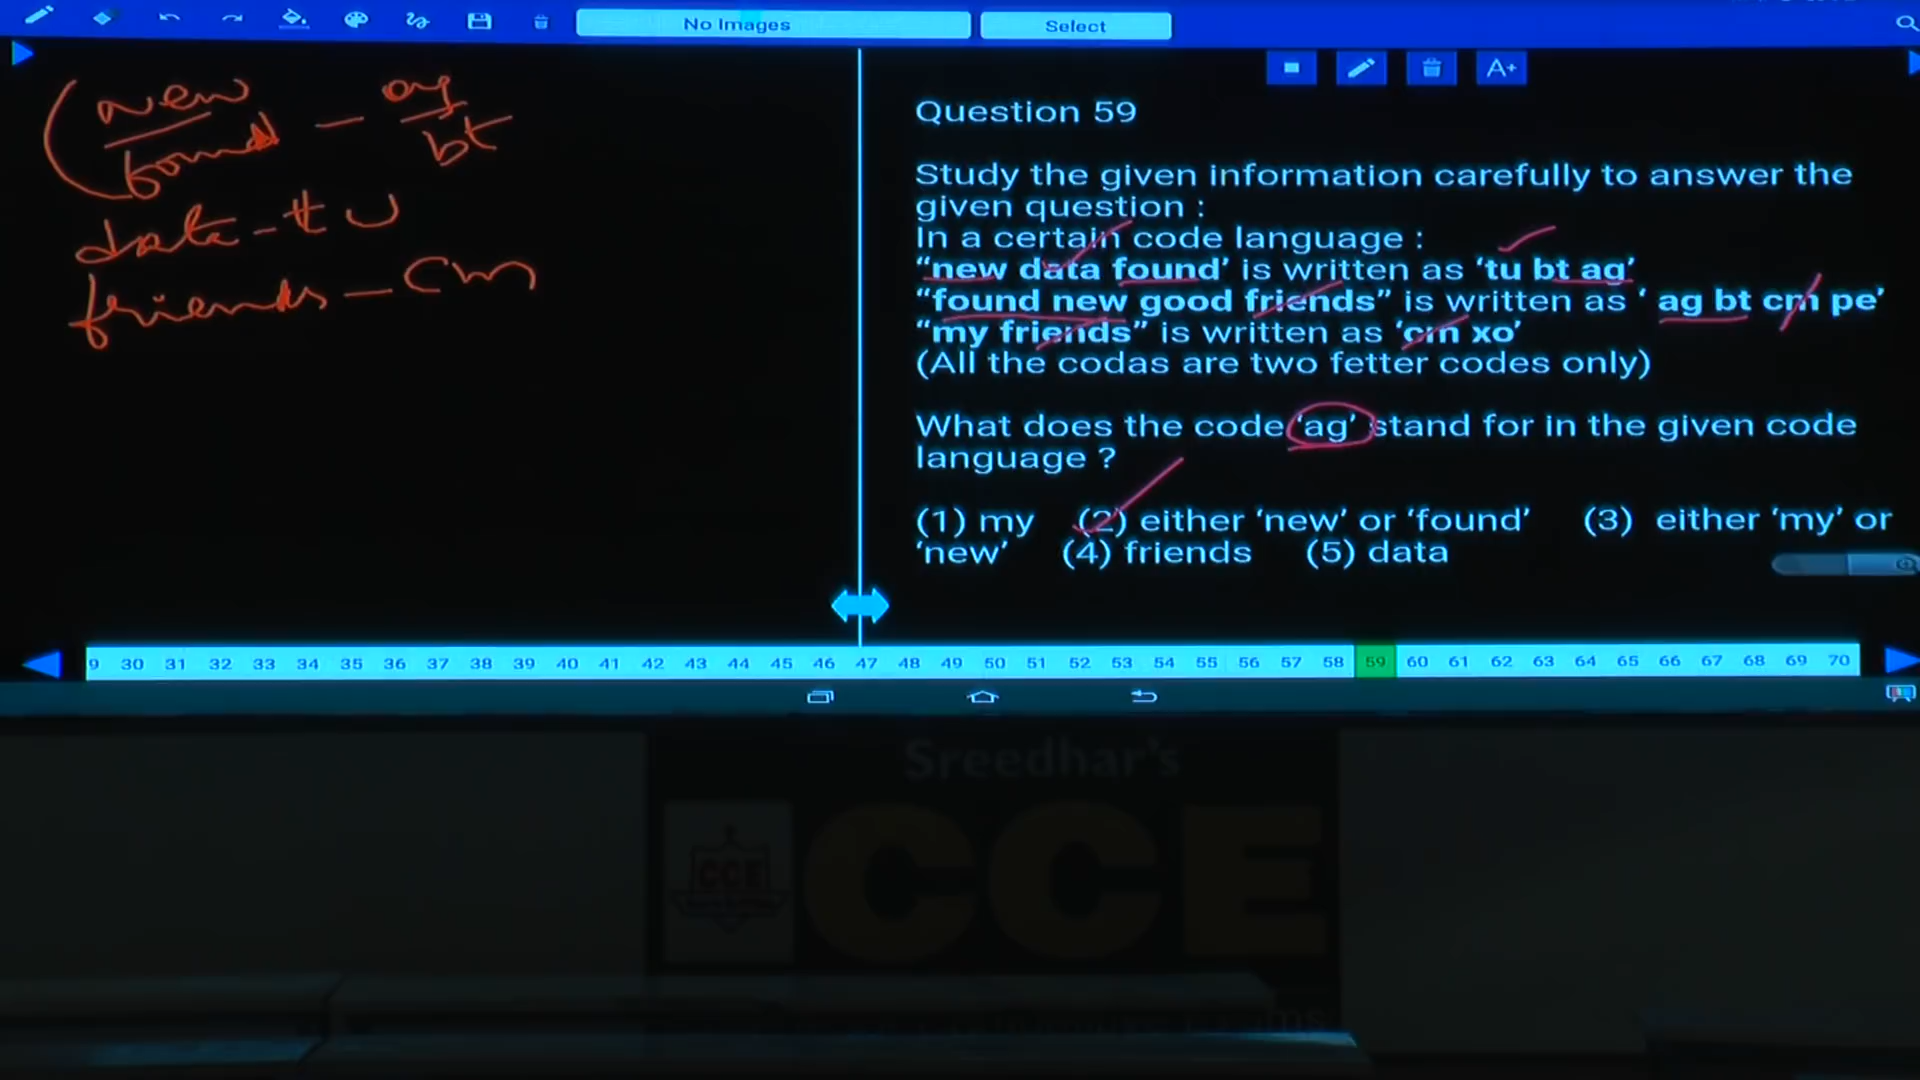 No Images
Select
A+
new
found - ag
bt
data - tu
friends - cm
Question 59
Study the given information carefully to answer the
given question :
In a certain code language :
“new data found’ is written as ‘tu bt ag’
“found new good friends” is written as ‘ ag bt cm pe’
“my friends” is written as ‘cm xo’
(All the codas are two fetter codes only)
What does the code ‘ag’ stand for in the given code
language ?
(1) my (2) either ‘new’ or ‘found’ (3) either ‘my’ or
‘new’ (4) friends (5) data
9 30 31 32 33 34 35 36 37 38 39 40 41 42 43 44 45 46 47 48 49 50 51 52 53 54 55 56 57 58 59 60 61 62 63 64 65 66 67 68 69 70
Sreedhar's
CCE
CCE